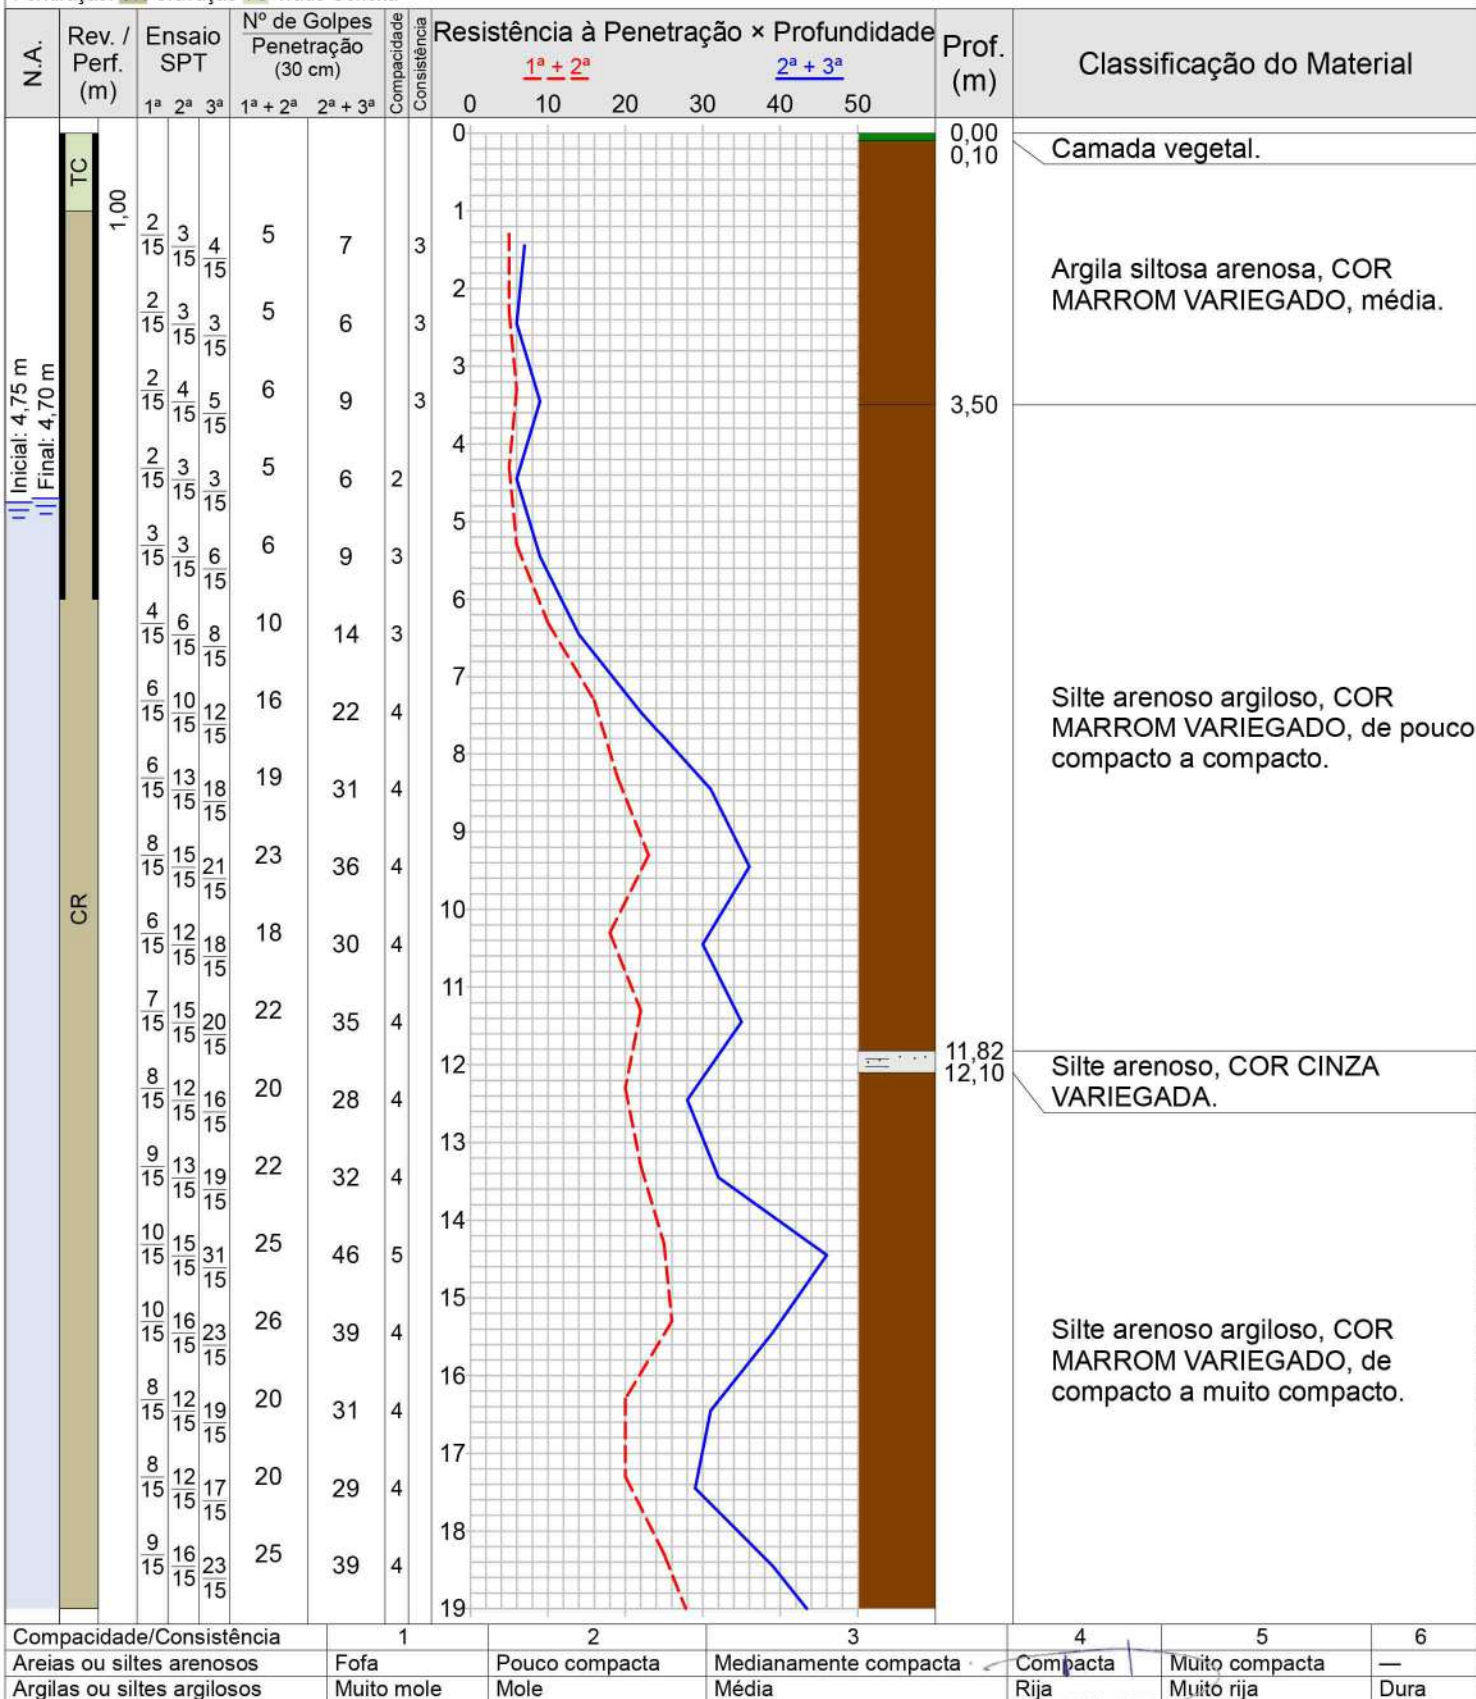 N.A.
Rev. / Perf. (m)
Ensaio SPT
1ª 2ª 3ª
Nº de Golpes
Penetração
(30 cm)
1ª + 2ª 2ª + 3ª
Compacidade
Consistência
Resistência à Penetração × Profundidade
1ª + 2ª 2ª + 3ª
0 10 20 30 40 50
Prof. (m)
Classificação do Material
Inicial: 4,75 m
Final: 4,70 m
TC
CR
1,00
2/15 3/15 4/15 5 7 3
2/15 3/15 3/15 5 6 3
2/15 4/15 5/15 6 9 3
2/15 3/15 3/15 5 6 2
3/15 3/15 6/15 6 9 3
4/15 6/15 8/15 10 14 3
6/15 10/15 12/15 16 22 4
6/15 13/15 18/15 19 31 4
8/15 15/15 21/15 23 36 4
6/15 12/15 18/15 18 30 4
7/15 15/15 20/15 22 35 4
8/15 12/15 16/15 20 28 4
9/15 13/15 19/15 22 32 4
10/15 15/15 31/15 25 46 5
10/15 16/15 23/15 26 39 4
8/15 12/15 19/15 20 31 4
8/15 12/15 17/15 20 29 4
9/15 16/15 23/15 25 39 4
0
1
2
3
4
5
6
7
8
9
10
11
12
13
14
15
16
17
18
19
0,00
0,10
Camada vegetal.
Argila siltosa arenosa, COR
MARROM VARIEGADO, média.
3,50
Silte arenoso argiloso, COR
MARROM VARIEGADO, de pouco
compacto a compacto.
11,82
12,10
Silte arenoso, COR CINZA
VARIEGADA.
Silte arenoso argiloso, COR
MARROM VARIEGADO, de
compacto a muito compacto.
Compacidade/Consistência 1 2 3 4 5 6
Areias ou siltes arenosos Fofa Pouco compacta Medianamente compacta Compacta Muito compacta —
Argilas ou siltes argilosos Muito mole Mole Média Rija Muito rija Dura